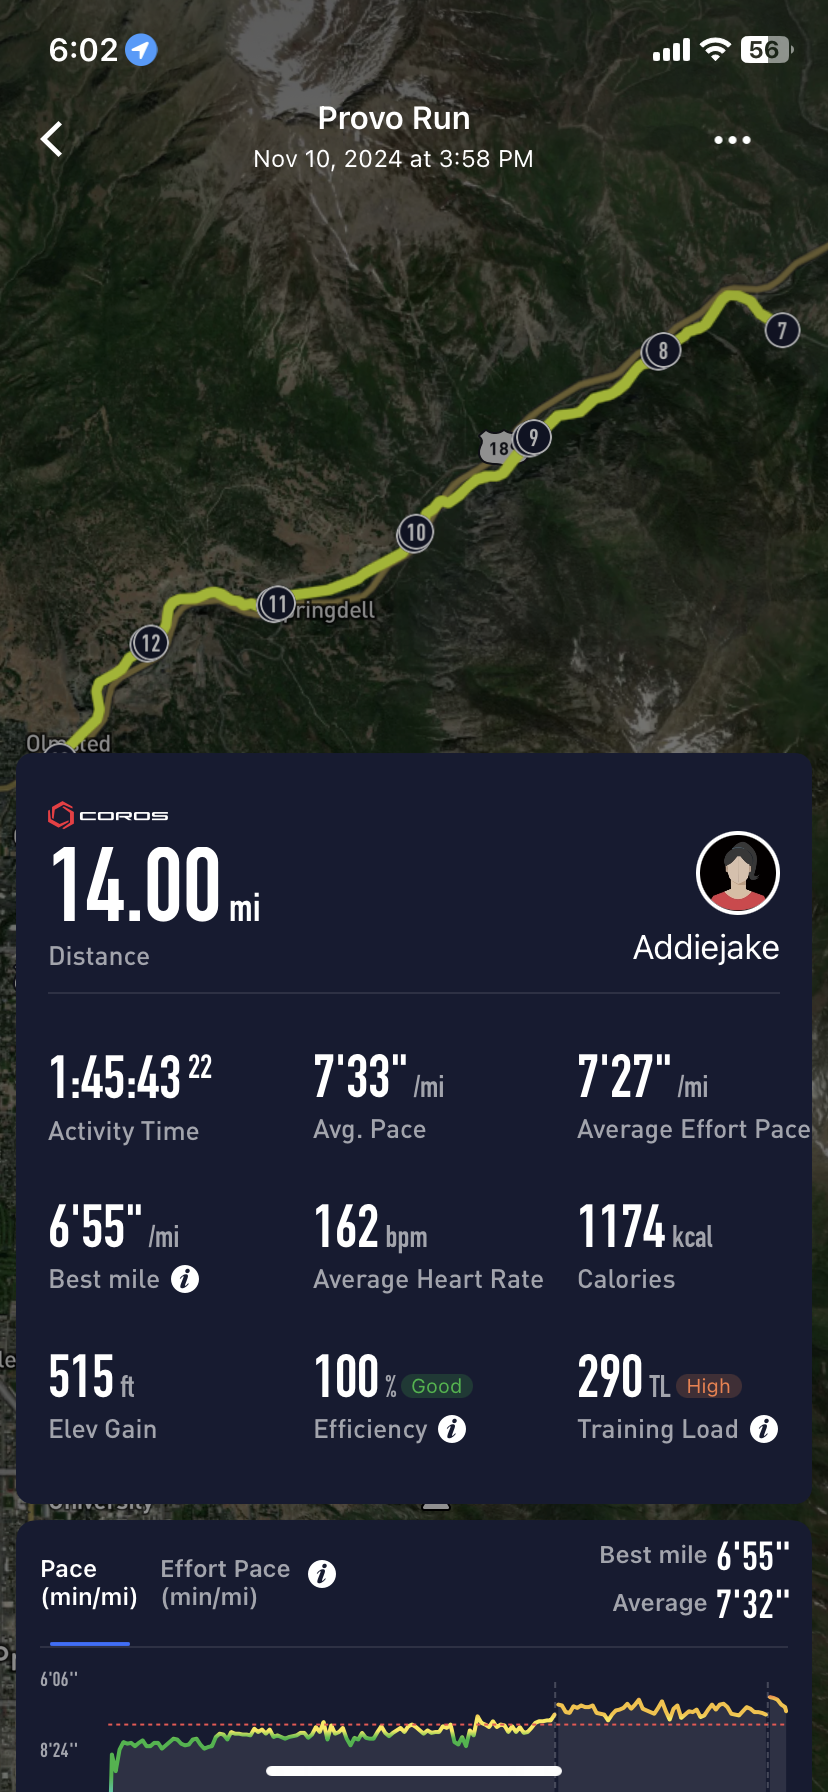 6:02
56
Provo Run
Nov 10, 2024 at 3:58 PM
7
8
9
18
10
11
ringdell
12
COROS
14.00 mi
Distance
Addiejake
1:45:43 22
7'33" /mi
7'27" /mi
Activity Time
Avg. Pace
Average Effort Pace
6'55" /mi
162 bpm
1174 kcal
Best mile
Average Heart Rate
Calories
515 ft
100 % Good
290 TL High
Elev Gain
Efficiency
Training Load
University
Pace
(min/mi)
Effort Pace
(min/mi)
Best mile 6'55"
Average 7'32"
6'06"
8'24"